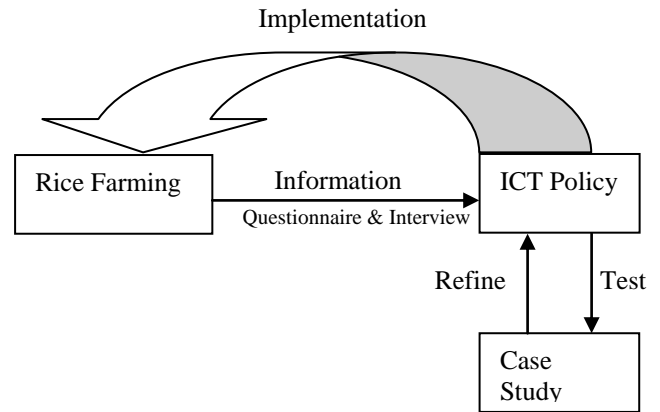 Implementation
Rice Farming
Information
Questionnaire & Interview
ICT Policy
Refine
Test
Case
Study